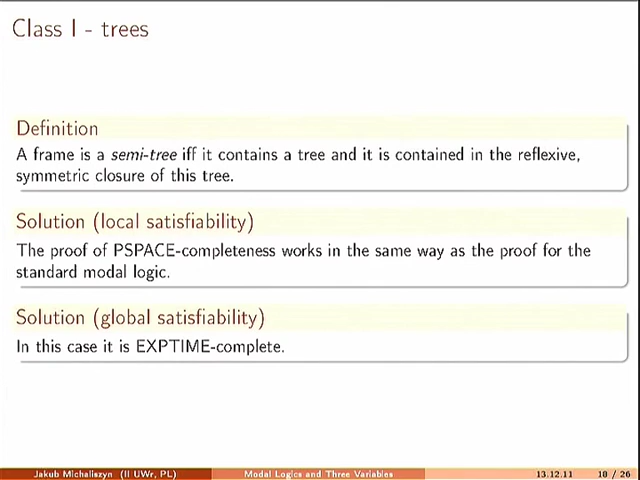 Class I - trees
Definition
A frame is a semi-tree iff it contains a tree and it is contained in the reflexive,
symmetric closure of this tree.
Solution (local satisfiability)
The proof of PSPACE-completeness works in the same way as the proof for the
standard modal logic.
Solution (global satisfiability)
In this case it is EXPTIME-complete.
Jakub Michaliszyn (II UWr, PL) Modal Logics and Three Variables 13.12.11 18 / 26